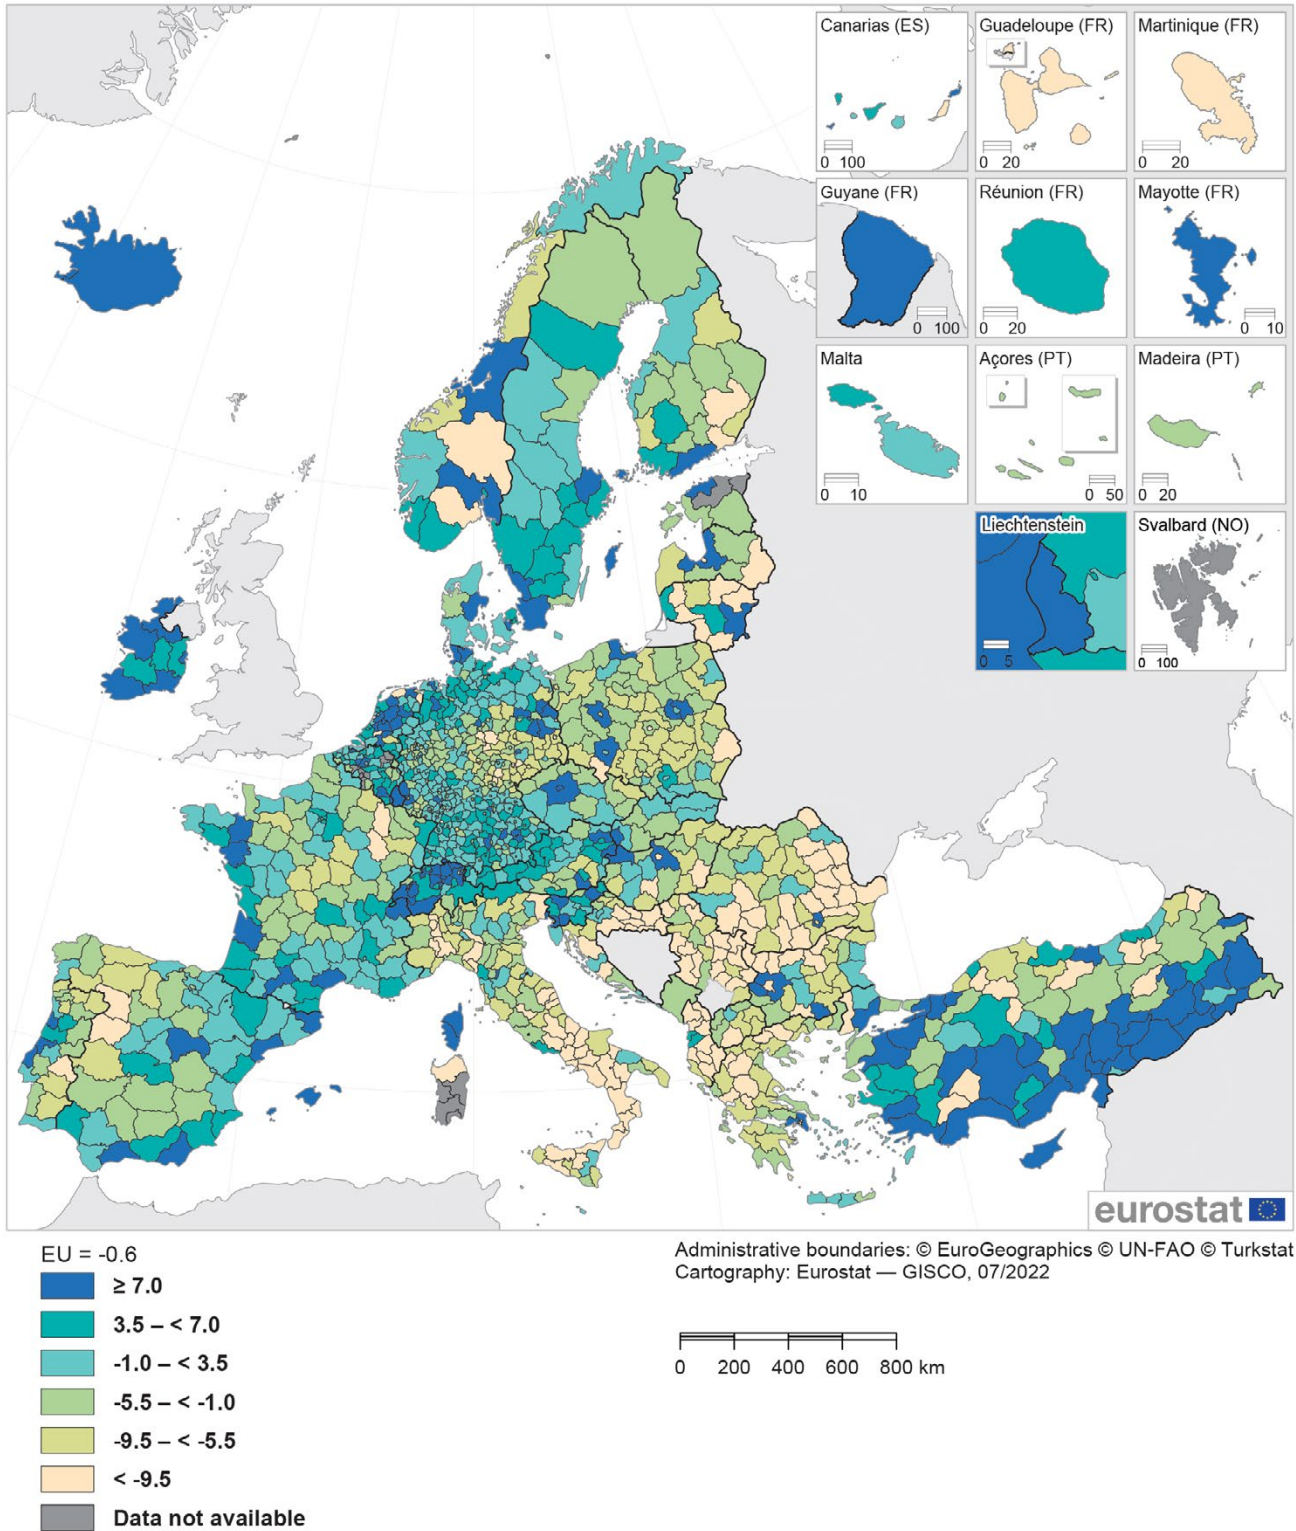 Canarias (ES)
0 100
Guadeloupe (FR)
0 20
Martinique (FR)
0 20
Guyane (FR)
0 100
Réunion (FR)
0 20
Mayotte (FR)
0 10
Malta
0 10
Açores (PT)
0 50
Madeira (PT)
0 20
Liechtenstein
0 5
Svalbard (NO)
0 100
eurostat
EU = -0.6
≥ 7.0
3.5 – < 7.0
-1.0 – < 3.5
-5.5 – < -1.0
-9.5 – < -5.5
< -9.5
Data not available
Administrative boundaries: © EuroGeographics © UN-FAO © Turkstat
Cartography: Eurostat — GISCO, 07/2022
0 200 400 600 800 km